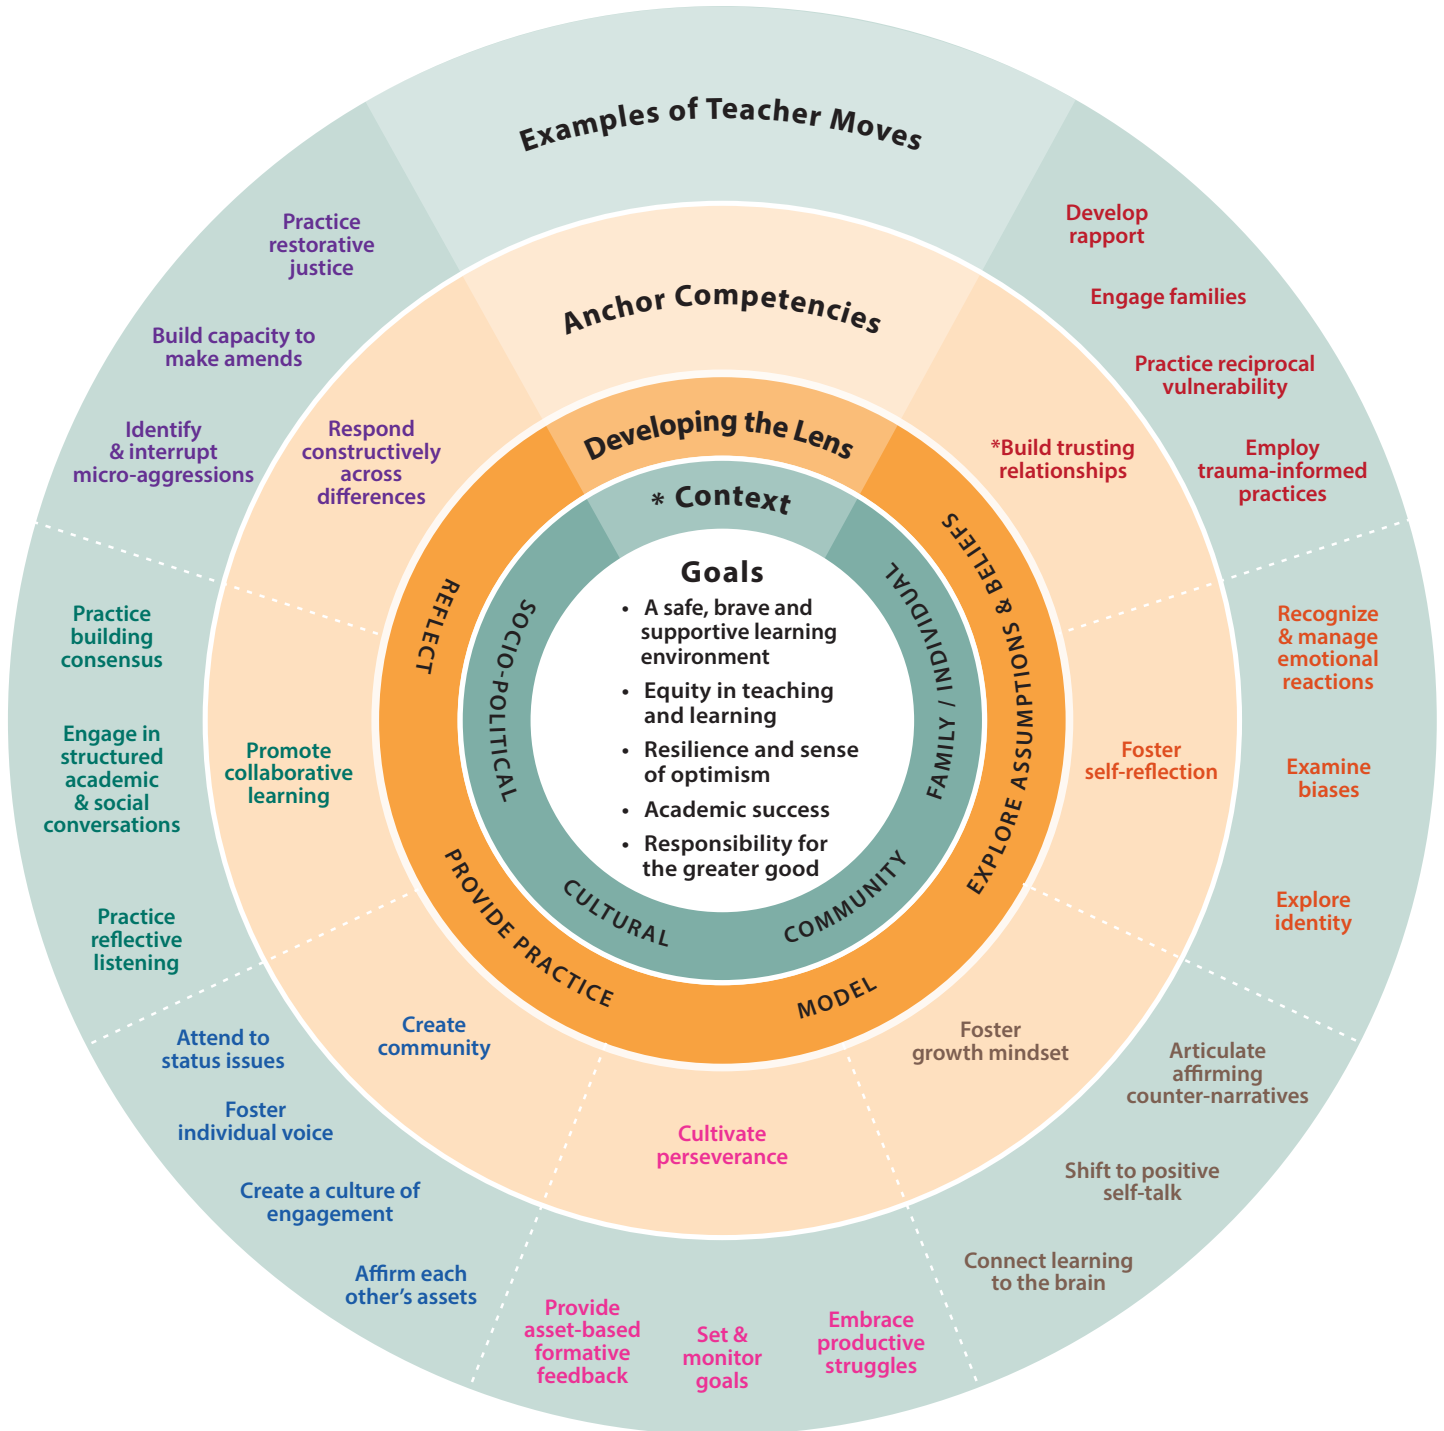 Examples of Teacher Moves
Anchor Competencies
Developing the Lens
* Context
Goals
• A safe, brave and
supportive learning
environment
• Equity in teaching
and learning
• Resilience and sense
of optimism
• Academic success
• Responsibility for
the greater good
SOCIO-POLITICAL
CULTURAL
COMMUNITY
FAMILY / INDIVIDUAL
REFLECT
PROVIDE PRACTICE
MODEL
EXPLORE ASSUMPTIONS & BELIEFS
*Build trusting
relationships
Develop
rapport
Engage families
Practice reciprocal
vulnerability
Employ
trauma-informed
practices
Foster
self-reflection
Recognize
& manage
emotional
reactions
Examine
biases
Explore
identity
Foster
growth mindset
Articulate
affirming
counter-narratives
Shift to positive
self-talk
Connect learning
to the brain
Cultivate
perseverance
Embrace
productive
struggles
Set &
monitor
goals
Provide
asset-based
formative
feedback
Create
community
Attend to
status issues
Foster
individual voice
Create a culture of
engagement
Affirm each
other's assets
Promote
collaborative
learning
Practice
building
consensus
Engage in
structured
academic
& social
conversations
Practice
reflective
listening
Respond
constructively
across
differences
Practice
restorative
justice
Build capacity to
make amends
Identify
& interrupt
micro-aggressions